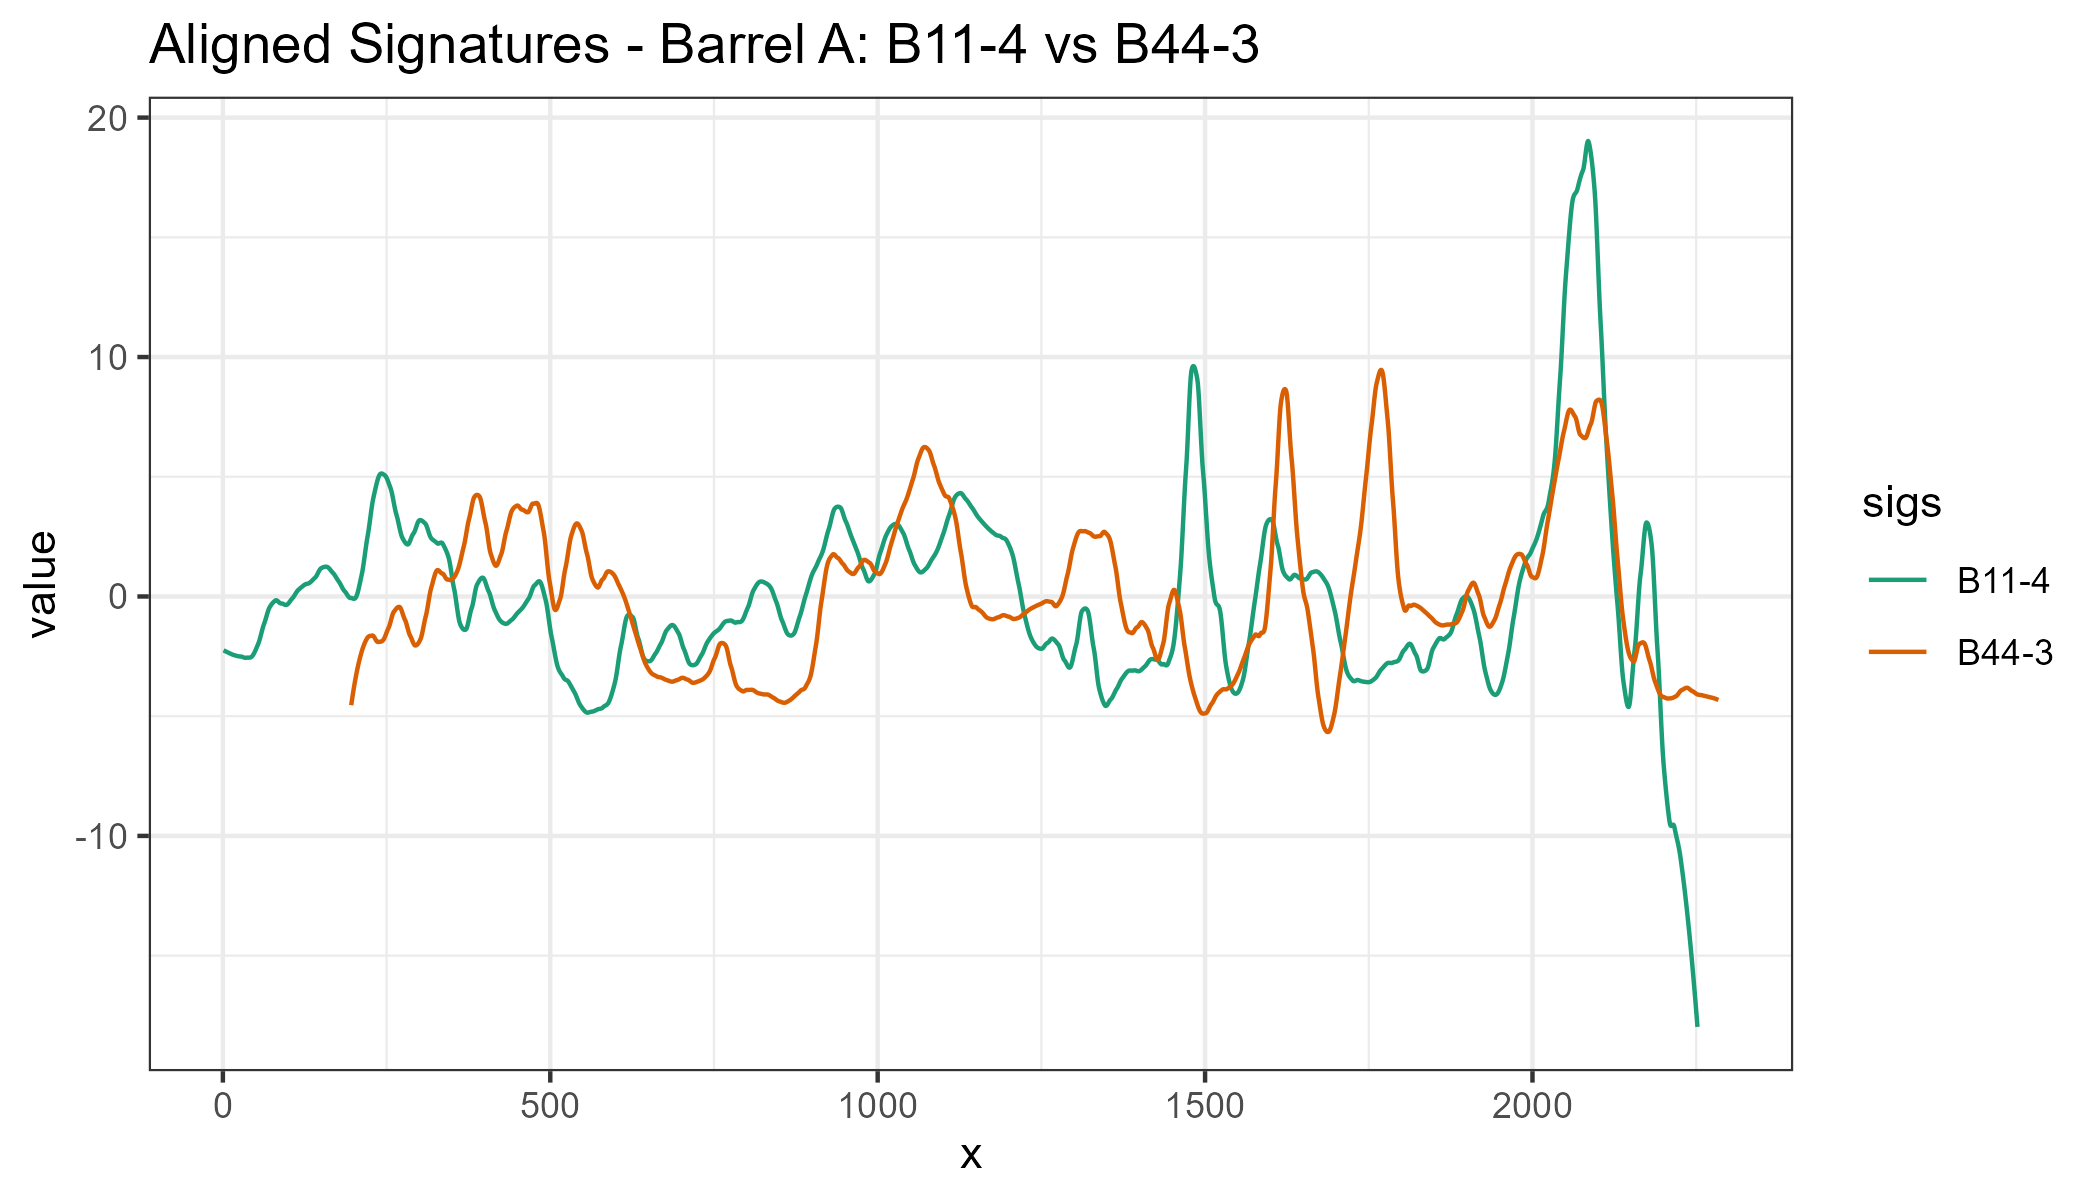 Aligned Signatures - Barrel A: B11-4 vs B44-3
20
10
0
-10
value
0 500 1000 1500 2000
x
sigs
B11-4
B44-3